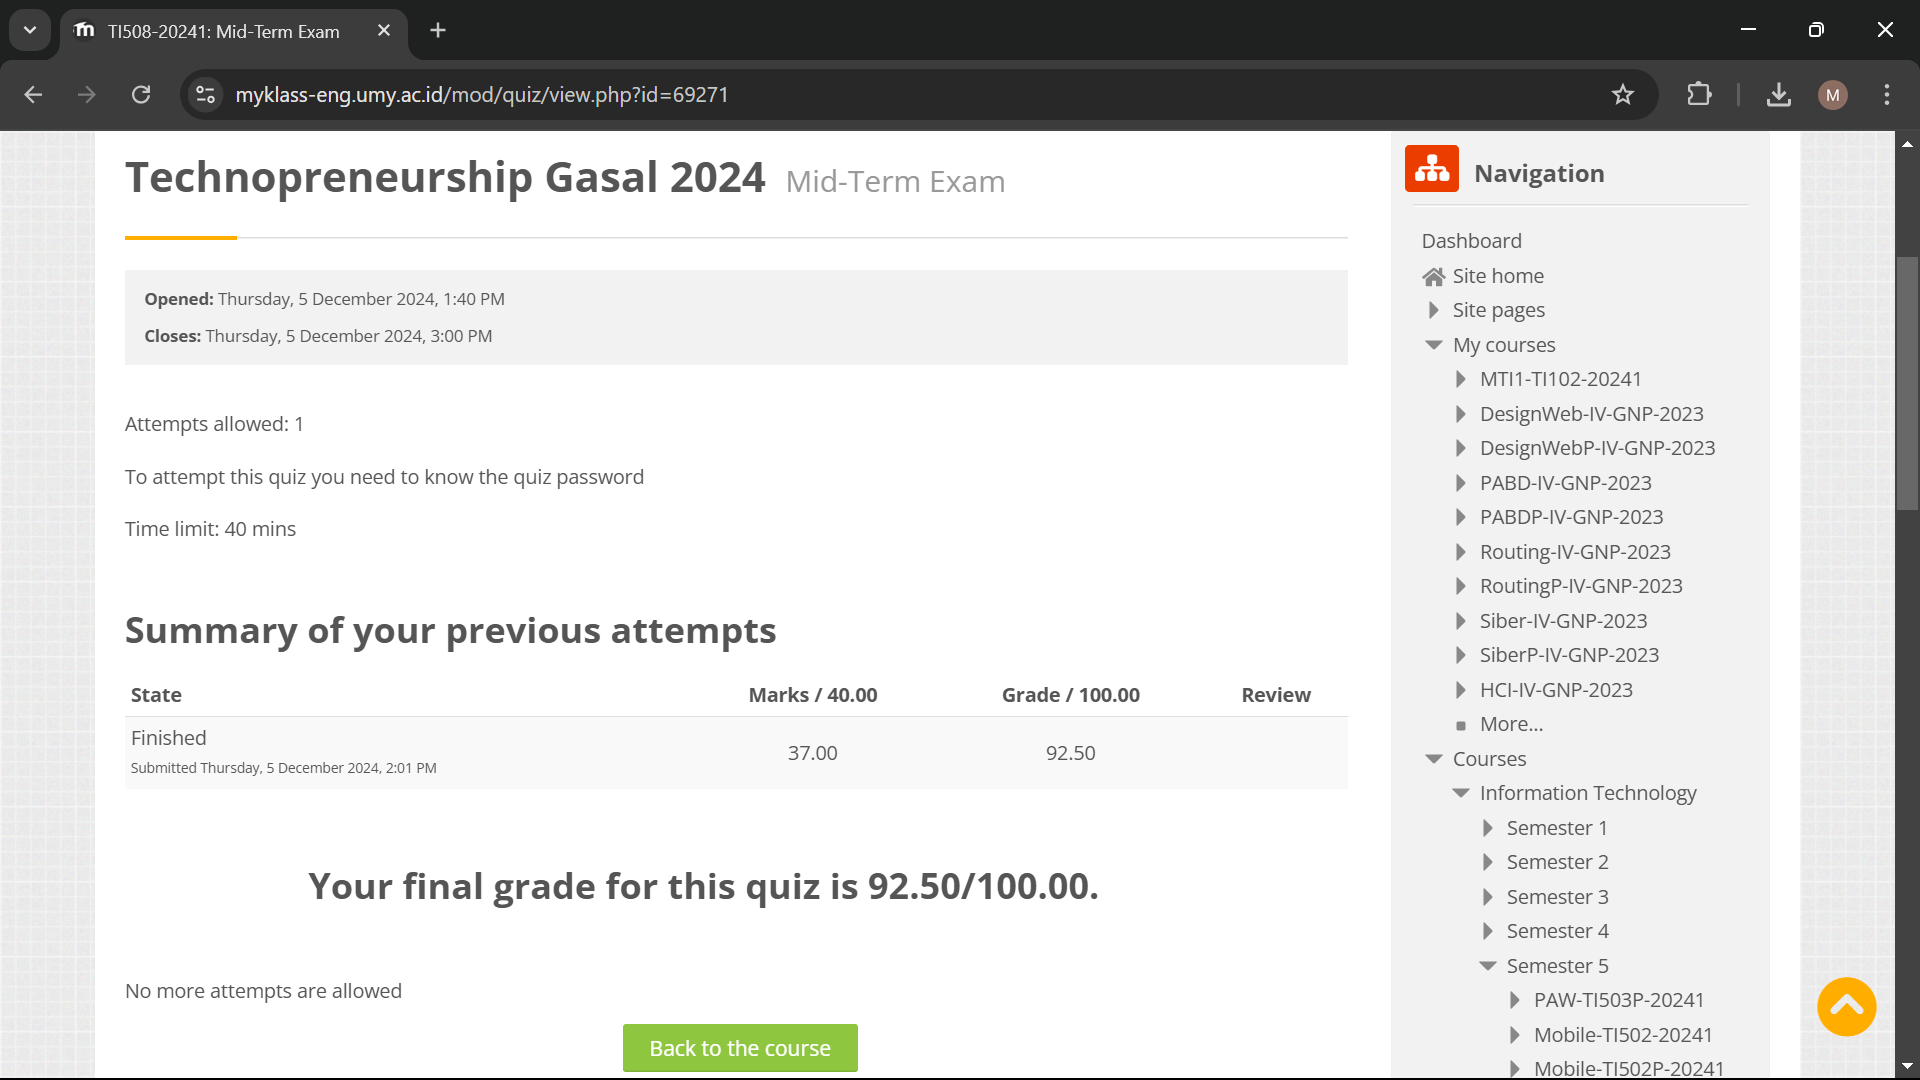 TI508-20241: Mid-Term Exam
myklass-eng.umy.ac.id/mod/quiz/view.php?id=69271
M
Technopreneurship Gasal 2024 Mid-Term Exam
Opened: Thursday, 5 December 2024, 1:40 PM
Closes: Thursday, 5 December 2024, 3:00 PM
Attempts allowed: 1
To attempt this quiz you need to know the quiz password
Time limit: 40 mins
Summary of your previous attempts
State Marks / 40.00 Grade / 100.00 Review
Finished
Submitted Thursday, 5 December 2024, 2:01 PM
37.00 92.50
Your final grade for this quiz is 92.50/100.00.
No more attempts are allowed
Back to the course
Navigation
Dashboard
Site home
Site pages
My courses
MTI1-TI102-20241
DesignWeb-IV-GNP-2023
DesignWebP-IV-GNP-2023
PABD-IV-GNP-2023
PABDP-IV-GNP-2023
Routing-IV-GNP-2023
RoutingP-IV-GNP-2023
Siber-IV-GNP-2023
SiberP-IV-GNP-2023
HCI-IV-GNP-2023
More...
Courses
Information Technology
Semester 1
Semester 2
Semester 3
Semester 4
Semester 5
PAW-TI503P-20241
Mobile-TI502-20241
Mobile-TI502P-20241